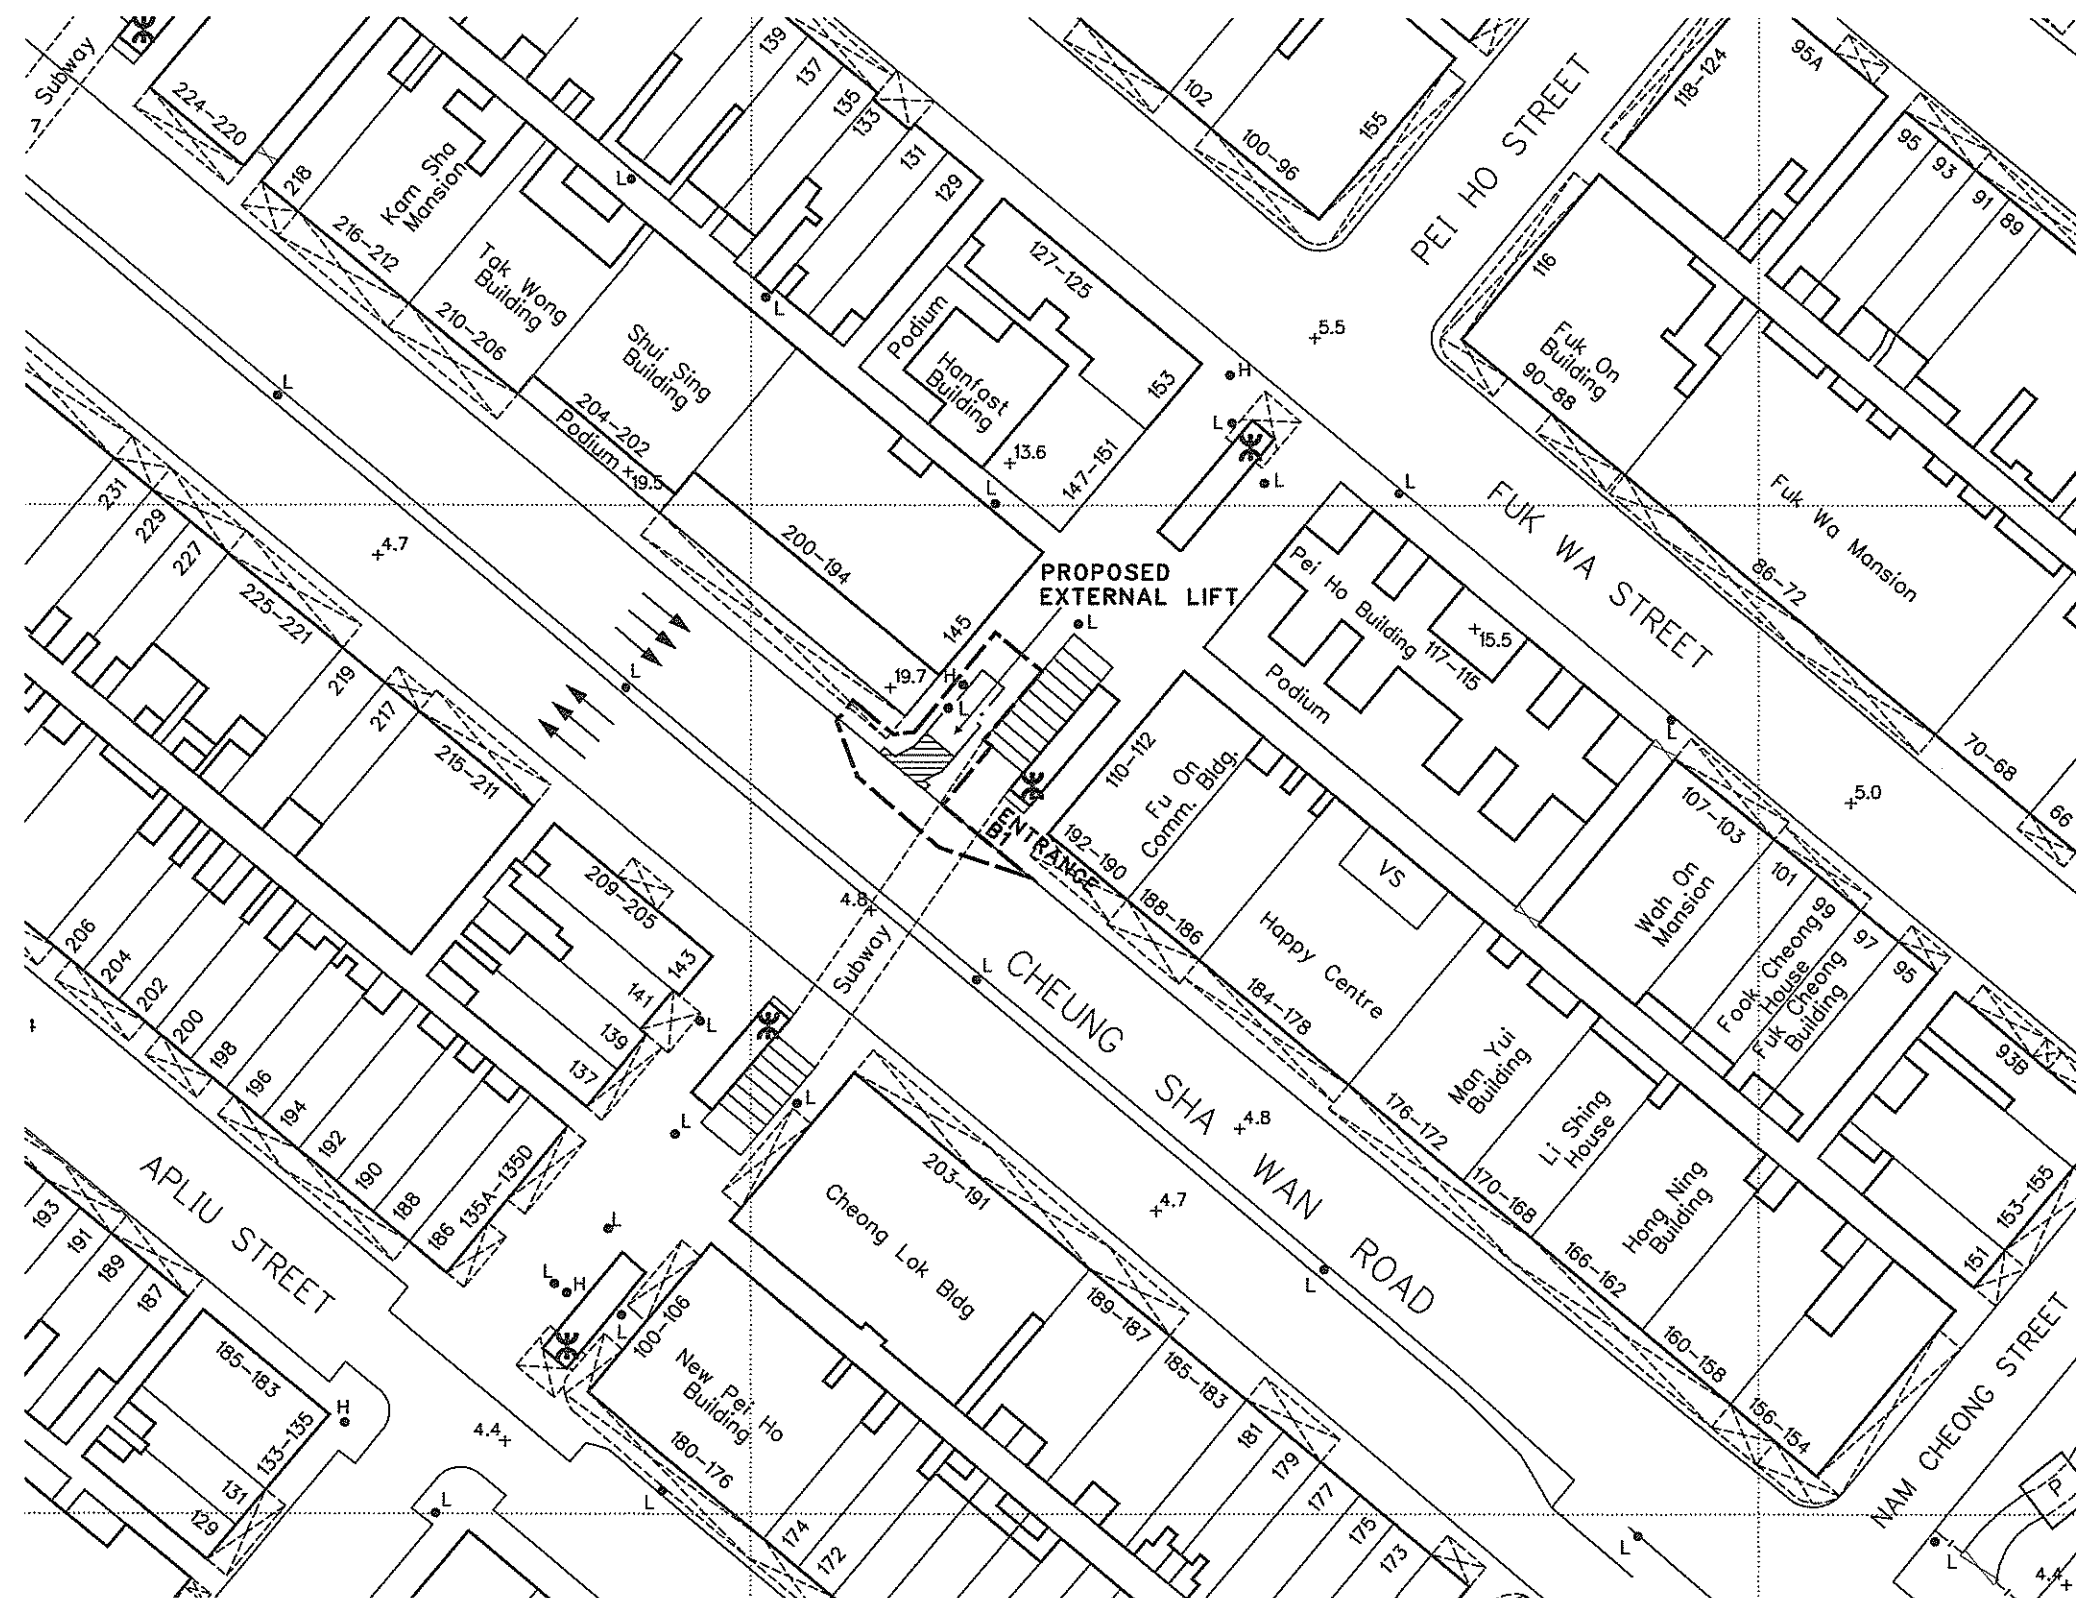 Subway
7
224-220
218
216-212
Kam Sha
Mansion
Tak Wong
Building
210-206
Shui Sing
Building
204-202
Podium
19.5
139
137
135
133
131
129
127-125
Podium
Hanfast
Building
153
147-151
13.6
102
100-96
155
PEI HO STREET
118-124
95A
95
93
91
89
116
Fuk On
Building
90-88
Fuk Wa Mansion
86-72
70-68
66
5.5
H
L
L
L
L
L
L
L
L
FUK WA STREET
5.0
231
229
227
225-221
219
217
215-211
4.7
200-194
145
19.7
PROPOSED
EXTERNAL LIFT
L
H
L
L
ENTRANCE
B1
Pei Ho Building
117-115
15.5
Podium
110-112
Fu On
Comm. Bldg.
192-190
188-186
VS
Happy Centre
184-178
Man Yui
Building
176-172
Li Shing
House
170-168
Hong Ning
Building
166-162
160-158
156-154
L
107-103
Wah On
Mansion
101
99
Fook Cheong
House
97
Fuk Cheong
Building
95
93B
153-155
151
209-205
143
141
139
137
L
206
204
202
200
198
196
194
192
190
188
186
135A-135D
4.8
Subway
L
CHEUNG SHA WAN ROAD
4.8
4.7
L
L
L
203-191
Cheong Lok Bldg
189-187
185-183
181
179
177
175
173
APLIU STREET
193
191
189
187
185-183
133-135
131
129
H
L
L
L
H
L
100-106
New Pei Ho
Building
180-176
174
172
4.4
L
L
NAM CHEONG STREET
P
L
4.4